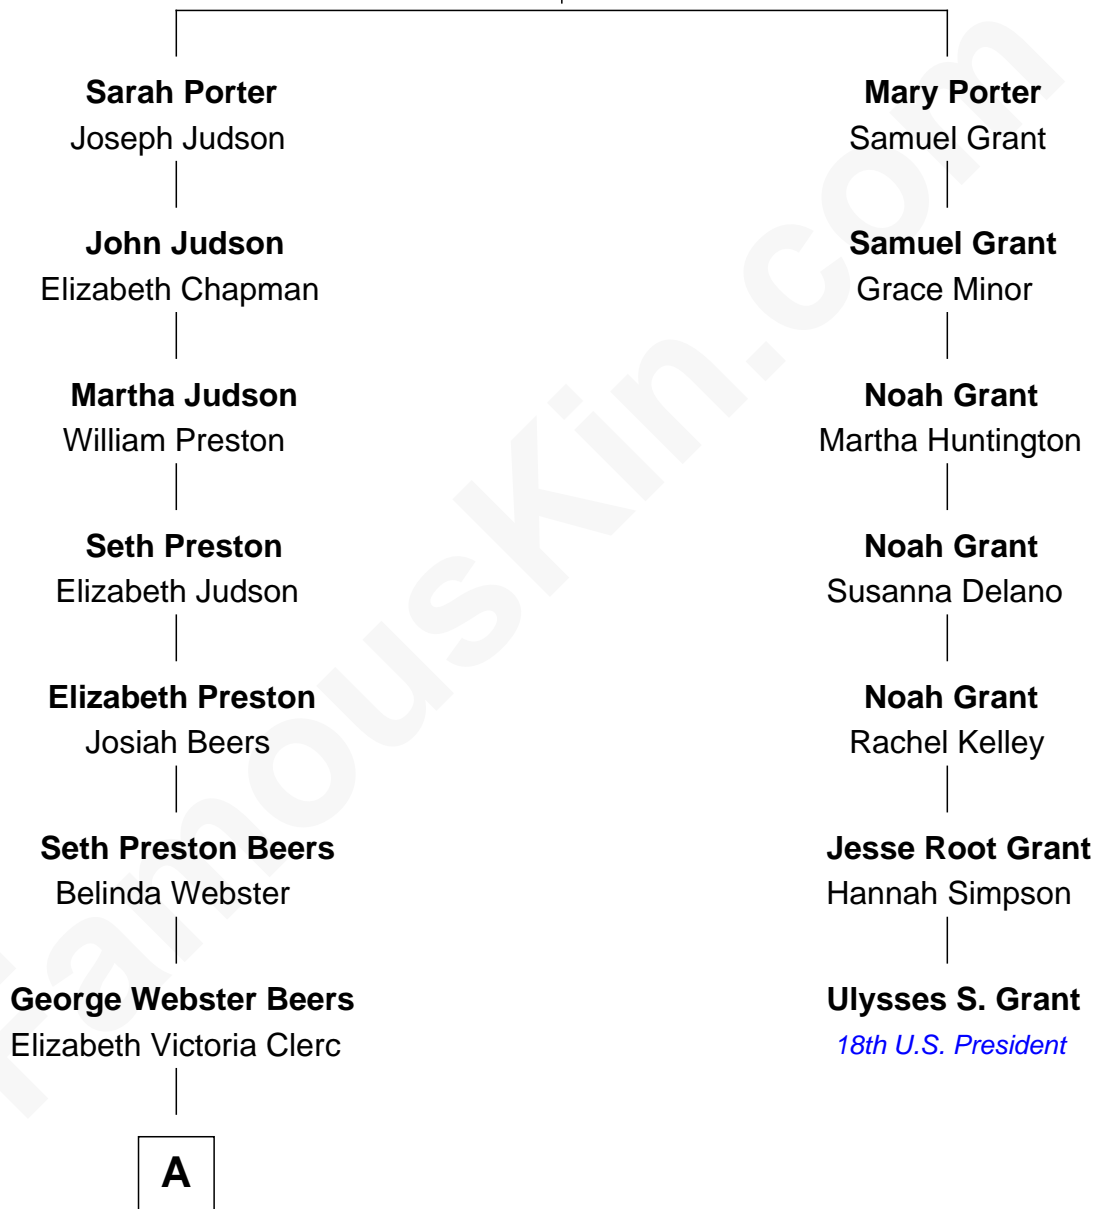 Sarah Porter
Joseph Judson
Mary Porter
Samuel Grant
John Judson
Elizabeth Chapman
Samuel Grant
Grace Minor
Martha Judson
William Preston
Noah Grant
Martha Huntington
Seth Preston
Elizabeth Judson
Noah Grant
Susanna Delano
Elizabeth Preston
Josiah Beers
Noah Grant
Rachel Kelley
Seth Preston Beers
Belinda Webster
Jesse Root Grant
Hannah Simpson
George Webster Beers
Elizabeth Victoria Clerc
Ulysses S. Grant
18th U.S. President
A
FamousKin.com